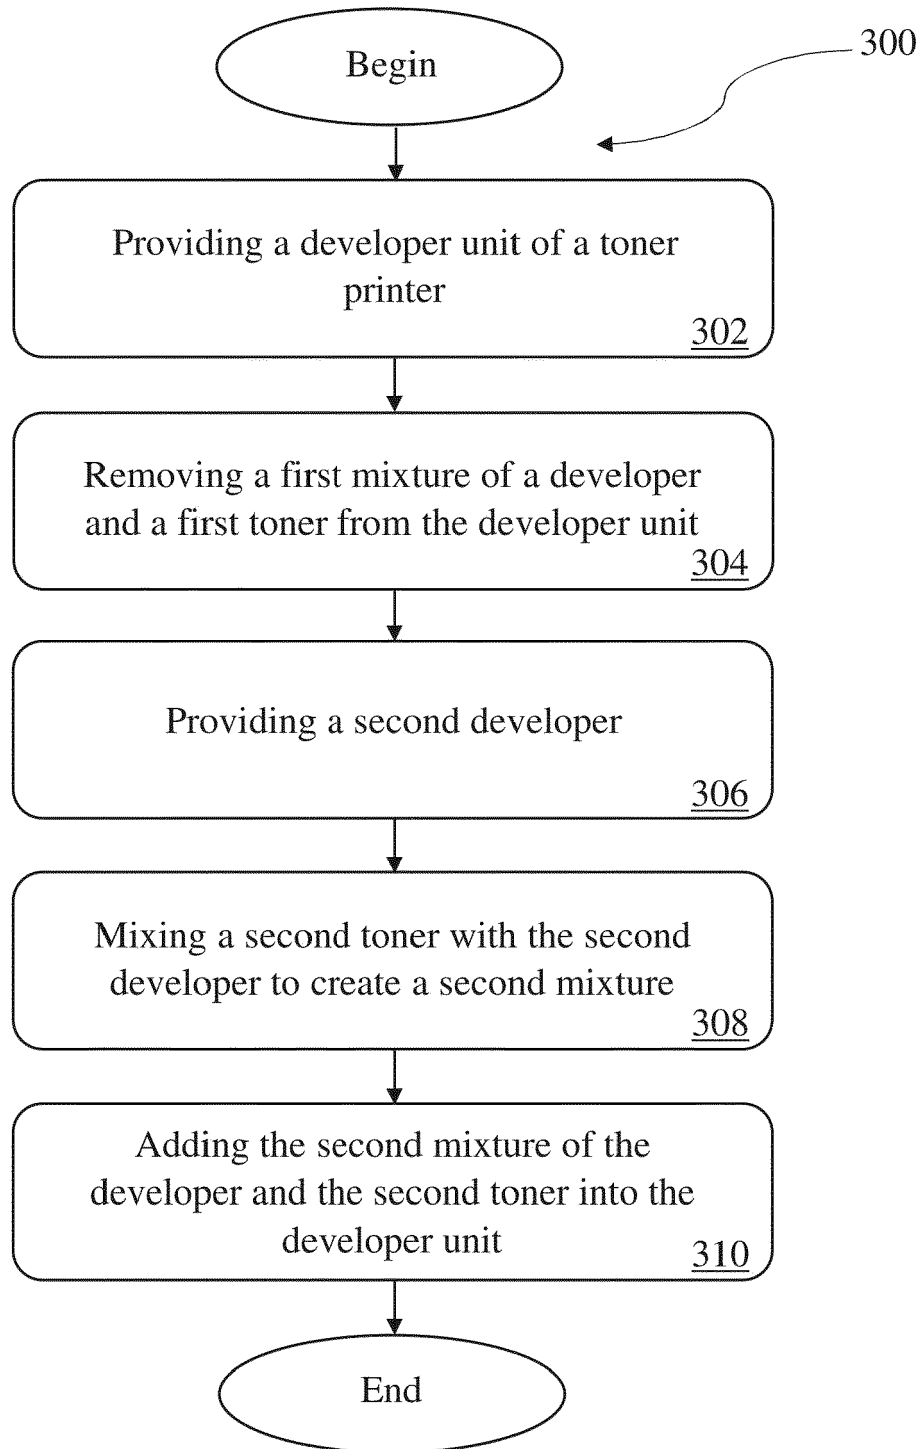 Begin
300
Providing a developer unit of a toner
printer
302
Removing a first mixture of a developer
and a first toner from the developer unit
304
Providing a second developer
306
Mixing a second toner with the second
developer to create a second mixture
308
Adding the second mixture of the
developer and the second toner into the
developer unit
310
End